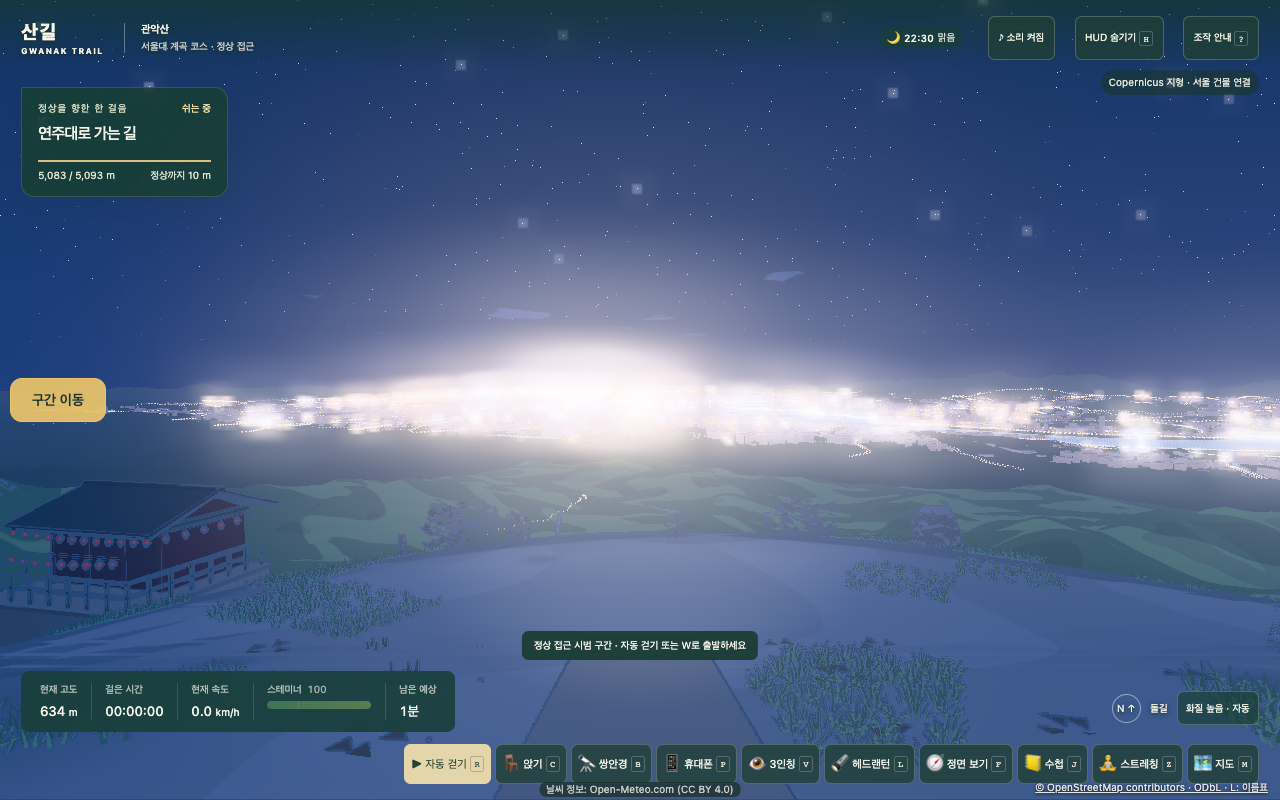 산길
GWANAK TRAIL
관악산
서울대 계곡 코스 · 정상 접근
🌙 22:30 맑음
♪ 소리 켜짐
HUD 숨기기 H
조작 안내 ?
Copernicus 지형 · 서울 건물 연결
정상을 향한 한 걸음
쉬는 중
연주대로 가는 길
5,083 / 5,093 m
정상까지 10 m
구간 이동
정상 접근 시범 구간 · 자동 걷기 또는 W로 출발하세요
현재 고도
634 m
걸은 시간
00:00:00
현재 속도
0.0 km/h
스테미너 100
남은 예상
1분
N ↑
돌길
화질 높음 · 자동
▶ 자동 걷기 R
앉기 C
쌍안경 B
휴대폰 P
3인칭 V
헤드랜턴 L
정면 보기 F
수첩 J
스트레칭 Z
지도 M
날씨 정보: Open-Meteo.com (CC BY 4.0)
© OpenStreetMap contributors · ODbL · L: 이름표